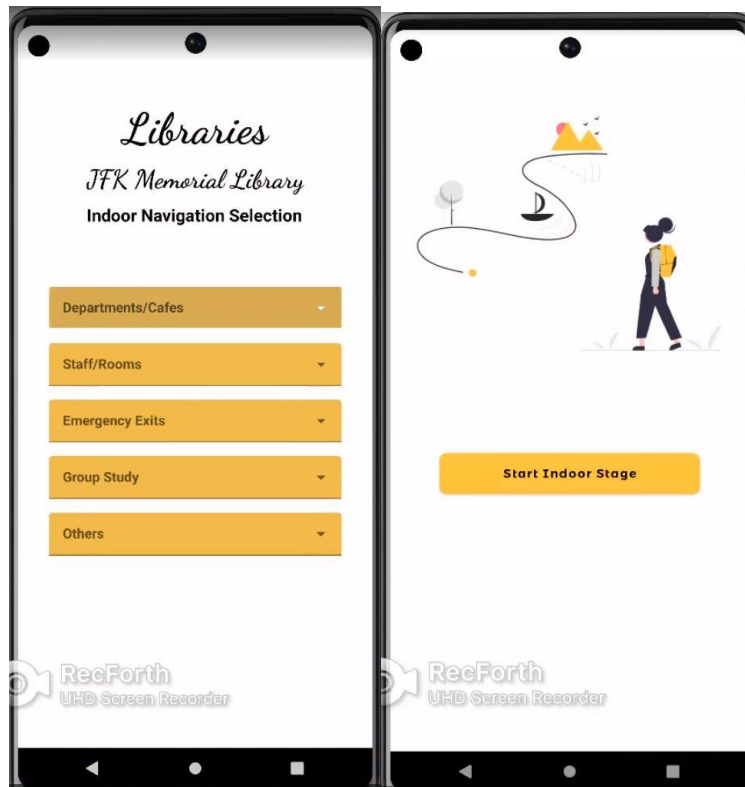 Libraries
JFK Memorial Library
Indoor Navigation Selection
Departments/Cafes
Staff/Rooms
Emergency Exits
Group Study
Others
RecForth
UHD Screen Recorder
Start Indoor Stage
RecForth
UHD Screen Recorder